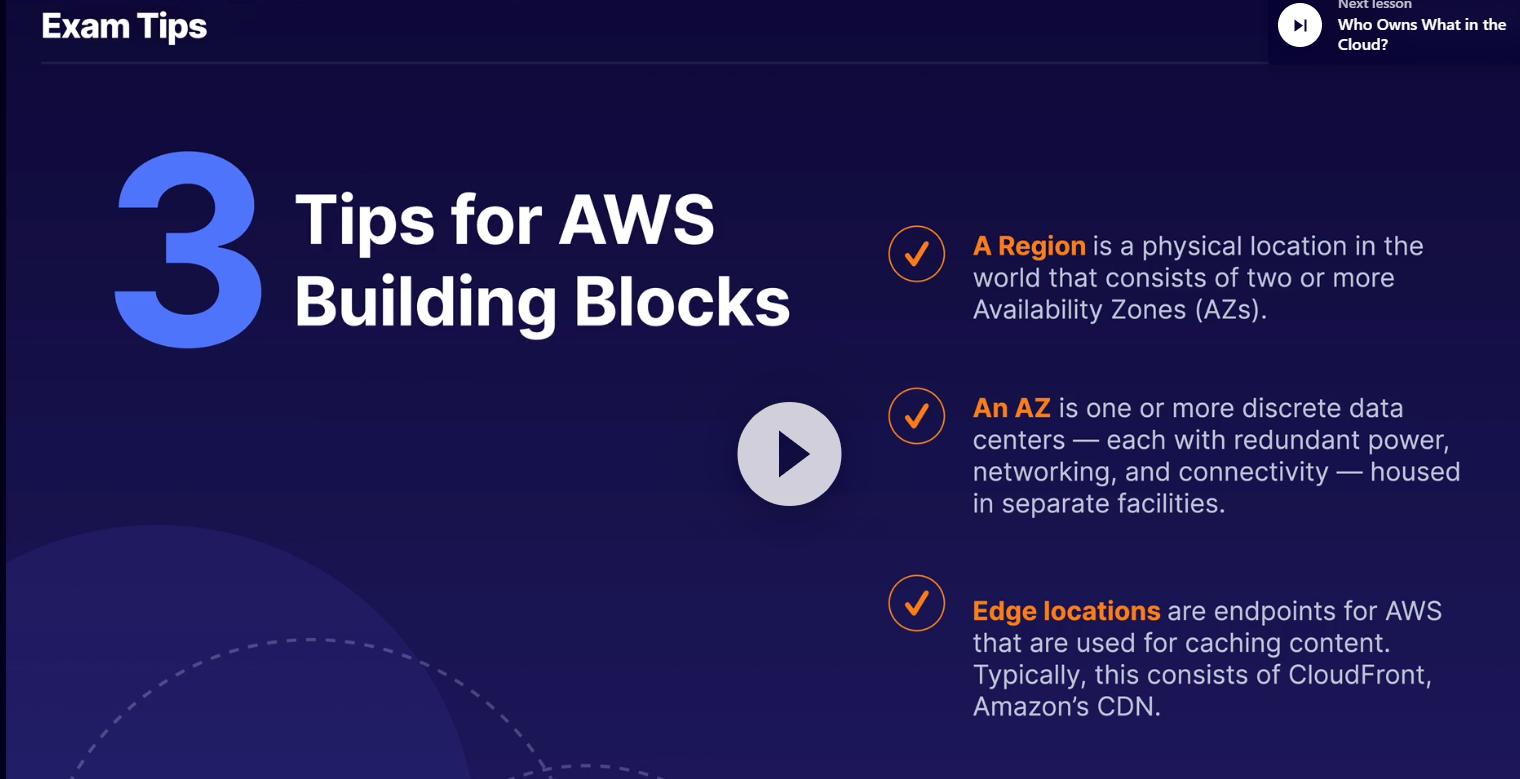 Exam Tips
Next lesson
Who Owns What in the
Cloud?
3
Tips for AWS
Building Blocks
A Region is a physical location in the
world that consists of two or more
Availability Zones (AZs).
An AZ is one or more discrete data
centers — each with redundant power,
networking, and connectivity — housed
in separate facilities.
Edge locations are endpoints for AWS
that are used for caching content.
Typically, this consists of CloudFront,
Amazon’s CDN.